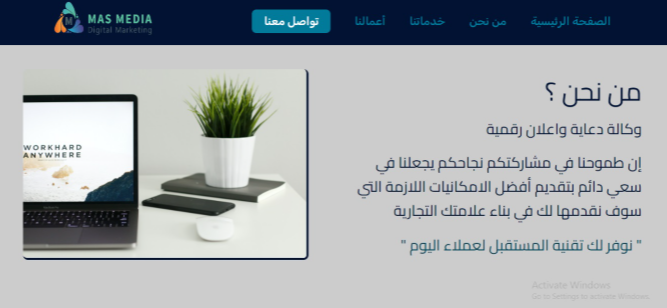 MAS MEDIA
Digital Marketing
الصفحة الرئيسية
من نحن
خدماتنا
أعمالنا
تواصل معنا
من نحن ؟
وكالة دعاية واعلان رقمية
إن طموحنا في مشاركتكم نجاحكم يجعلنا في
سعي دائم بتقديم أفضل الامكانيات اللازمة التي
سوف نقدمها لك في بناء علامتك التجارية
" نوفر لك تقنية المستقبل لعملاء اليوم "
WORKHARD
ANYWHERE
Activate Windows
Go to Settings to activate Windows.